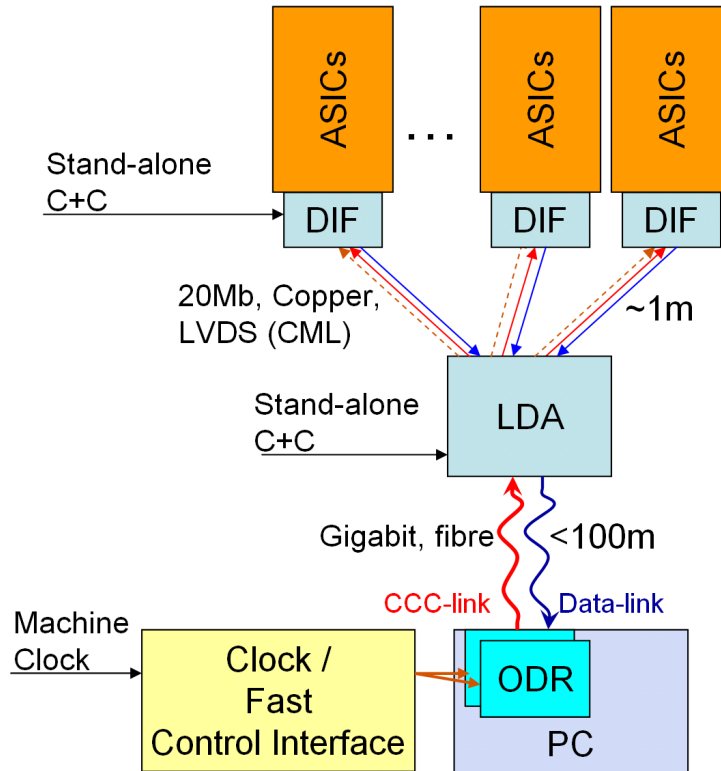 ASICs
ASICs
ASICs
. . .
Stand-alone
C+C
DIF
DIF
DIF
20Mb, Copper,
LVDS (CML)
~1m
Stand-alone
C+C
LDA
Gigabit, fibre
<100m
CCC-link
Data-link
Machine
Clock
Clock /
Fast
Control Interface
ODR
PC